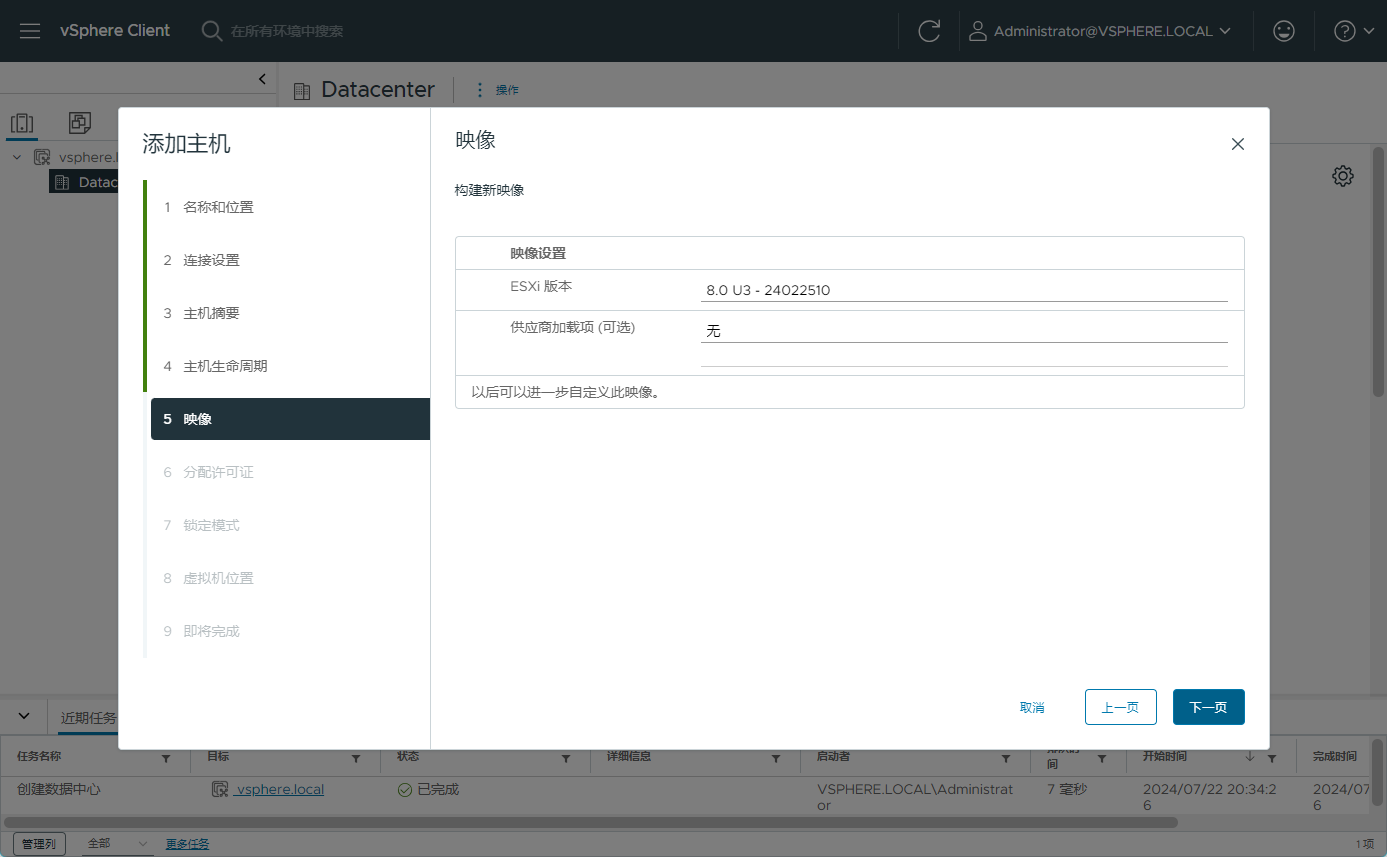 vSphere Client
在所有环境中搜索
Administrator@VSPHERE.LOCAL
Datacenter
操作
vsphere.l
Datac
添加主机
1 名称和位置
2 连接设置
3 主机摘要
4 主机生命周期
5 映像
6 分配许可证
7 锁定模式
8 虚拟机位置
9 即将完成
映像
构建新映像
映像设置
ESXi 版本
8.0 U3 - 24022510
供应商加载项 (可选)
无
以后可以进一步自定义此映像。
取消
上一页
下一页
近期任务
任务名称
目标
状态
详细信息
启动者
间
开始时间
完成时间
创建数据中心
vsphere.local
已完成
VSPHERE.LOCAL\Administrat
or
7 毫秒
2024/07/22 20:34:2
6
2024/07
6
管理列
全部
更多任务
1 项